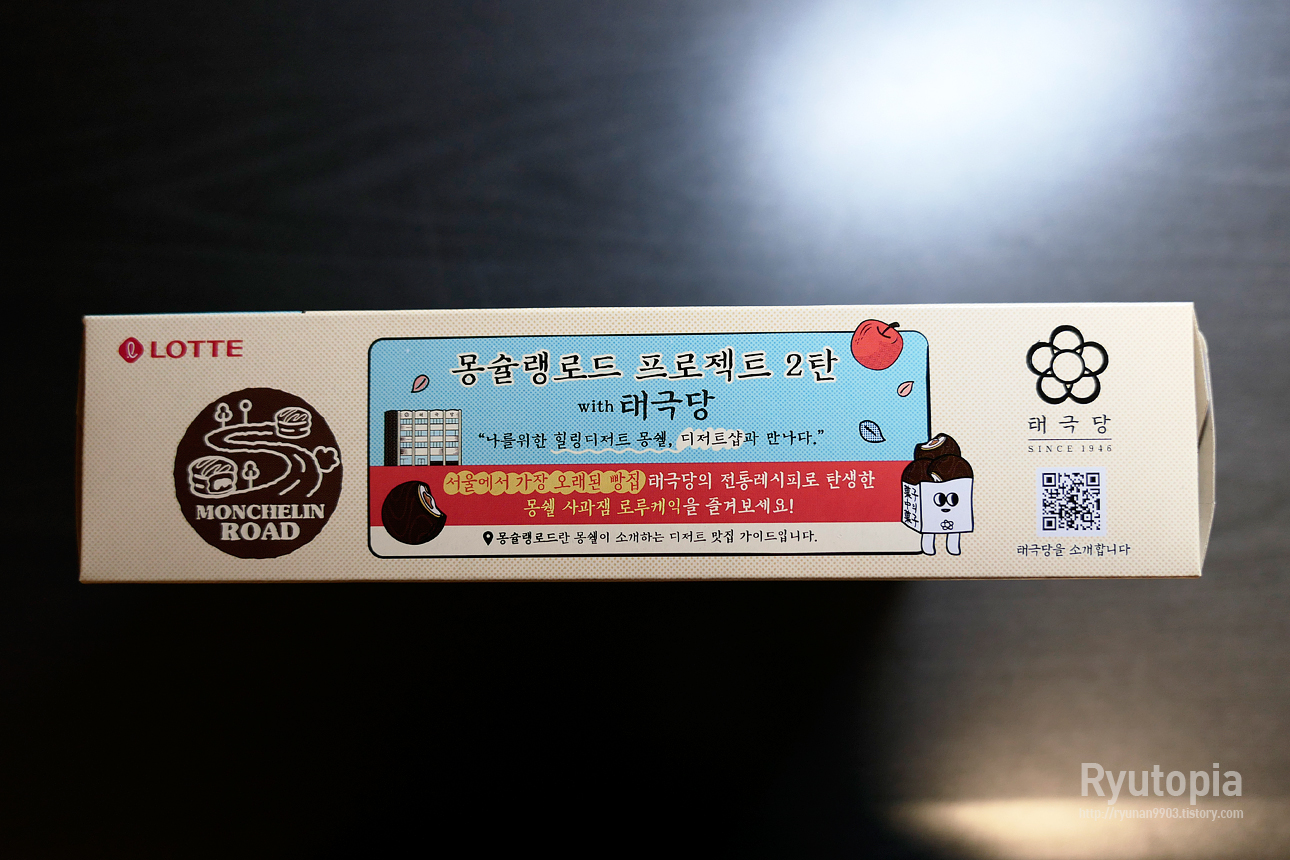 LOTTE
MONCHELIN
ROAD
몽슐랭로드 프로젝트 2탄
with 태극당
“나를위한 힐링디저트 몽쉘, 디저트샵과 만나다.”
서울에서 가장 오래된 빵집 태극당의 전통레시피로 탄생한
몽쉘 사과잼 로루케익을 즐겨보세요!
몽슐랭로드란 몽쉘이 소개하는 디저트 맛집 가이드입니다.
태극당
SINCE 1946
태극당을 소개합니다
Ryutopia
http://ryunan9903.tistory.com